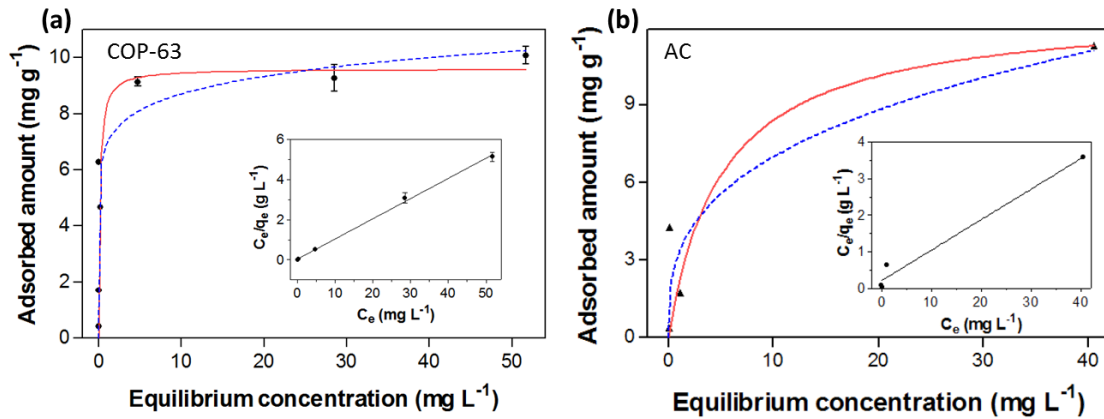 (a)
COP-63
Adsorbed amount (mg g⁻¹)
12
10
8
6
4
2
0
0 10 20 30 40 50
Equilibrium concentration (mg L⁻¹)
Cₑ/qₑ (g L⁻¹)
6
4
2
0
0 10 20 30 40 50
Cₑ (mg L⁻¹)
(b)
AC
Adsorbed amount (mg g⁻¹)
9
6
3
0
0 10 20 30 40
Equilibrium concentration (mg L⁻¹)
Cₑ/qₑ (g L⁻¹)
4
3
2
1
0
0 10 20 30 40
Cₑ (mg L⁻¹)